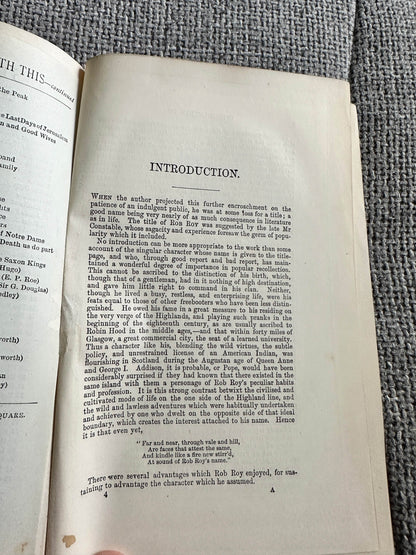 TH THIS—continued
the Peak
e Last Days of Jerusalem
n and Good Wives
band
amily
ghts
s
of Notre Dame
Death us do part
e Saxon Kings
Hugo)
(E. P. Roe)
Sir G. Douglas)
dley)
orth)
sworth)
QUARS.
INTRODUCTION.
WHEN the author projected this further encroachment on the
patience of an indulgent public, he was at some loss for a title; a
good name being very nearly of as much consequence in literature
as in life. The title of ROB ROY was suggested by the late Mr
Constable, whose sagacity and experience foresaw the germ of popu-
larity which it included.
No introduction can be more appropriate to the work than some
account of the singular character whose name is given to the title-
page, and who, through good report and bad report, has main-
tained a wonderful degree of importance in popular recollection.
This cannot be ascribed to the distinction of his birth, which,
though that of a gentleman, had in it nothing of high destination,
and gave him little right to command in his clan. Neither,
though he lived a busy, restless, and enterprising life, were his
feats equal to those of other freebooters who have been less distin-
guished. He owed his fame in a great measure to his residing on
the very verge of the Highlands, and playing such pranks in the
beginning of the eighteenth century, as are usually ascribed to
Robin Hood in the middle ages,—and that within forty miles of
Glasgow, a great commercial city, the seat of a learned university.
Thus a character like his, blending the wild virtues, the subtle
policy, and unrestrained license of an American Indian, was
flourishing in Scotland during the Augustan age of Queen Anne
and George I. Addison, it is probable, or Pope, would have been
considerably surprised if they had known that there existed in the
same island with them a personage of Rob Roy's peculiar habits
and profession. It is this strong contrast betwixt the civilised and
cultivated mode of life on the one side of the Highland line, and
the wild and lawless adventures which were habitually undertaken
and achieved by one who dwelt on the opposite side of that ideal
boundary, which creates the interest attached to his name. Hence
it is that even yet,
"Far and near, through vale and hill,
Are faces that attest the same,
And kindle like a fire new stirr'd,
At sound of Rob Roy's name."
There were several advantages which Rob Roy enjoyed, for sus-
taining to advantage the character which he assumed.
4 A